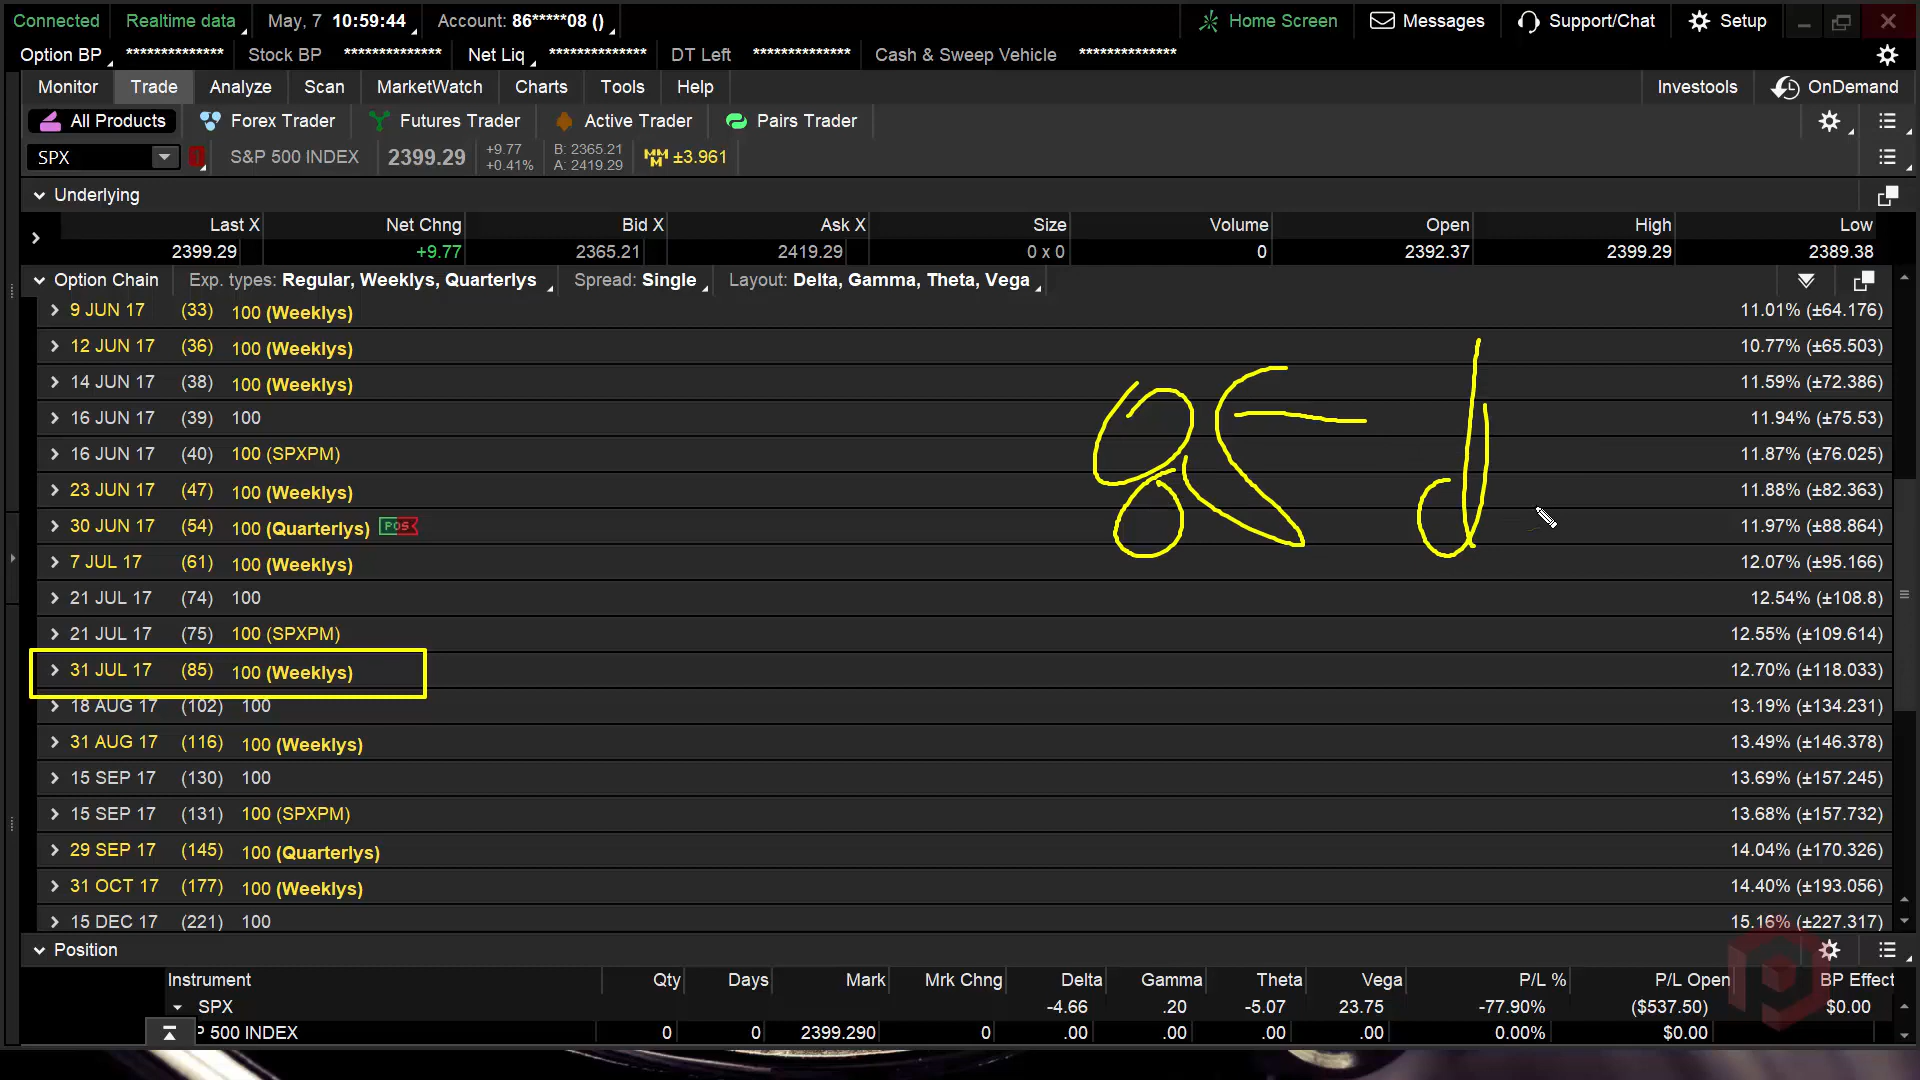 Connected Realtime data May, 7 10:59:44 Account: 86*****08 () Home Screen Messages Support/Chat Setup
Option BP ************* Stock BP ************* Net Liq ************* DT Left ************* Cash & Sweep Vehicle *************
Monitor Trade Analyze Scan MarketWatch Charts Tools Help Investools OnDemand
All Products Forex Trader Futures Trader Active Trader Pairs Trader
SPX S&P 500 INDEX 2399.29 +9.77 +0.41% B: 2365.21 A: 2419.29 MMM ±3.961
Underlying
Last X Net Chng Bid X Ask X Size Volume Open High Low
2399.29 +9.77 2365.21 2419.29 0 x 0 0 2392.37 2399.29 2389.38
Option Chain Exp. types: Regular, Weeklys, Quarterlys Spread: Single Layout: Delta, Gamma, Theta, Vega
9 JUN 17 (33) 100 (Weeklys) 11.01% (±64.176)
12 JUN 17 (36) 100 (Weeklys) 10.77% (±65.503)
14 JUN 17 (38) 100 (Weeklys) 11.59% (±72.386)
16 JUN 17 (39) 100 11.94% (±75.53)
16 JUN 17 (40) 100 (SPXPM) 11.87% (±76.025)
85 d
23 JUN 17 (47) 100 (Weeklys) 11.88% (±82.363)
30 JUN 17 (54) 100 (Quarterlys) POS 11.97% (±88.864)
7 JUL 17 (61) 100 (Weeklys) 12.07% (±95.166)
21 JUL 17 (74) 100 12.54% (±108.8)
21 JUL 17 (75) 100 (SPXPM) 12.55% (±109.614)
31 JUL 17 (85) 100 (Weeklys) 12.70% (±118.033)
18 AUG 17 (102) 100 13.19% (±134.231)
31 AUG 17 (116) 100 (Weeklys) 13.49% (±146.378)
15 SEP 17 (130) 100 13.69% (±157.245)
15 SEP 17 (131) 100 (SPXPM) 13.68% (±157.732)
29 SEP 17 (145) 100 (Quarterlys) 14.04% (±170.326)
31 OCT 17 (177) 100 (Weeklys) 14.40% (±193.056)
15 DEC 17 (221) 100 15.16% (±227.317)
Position
Instrument Qty Days Mark Mrk Chng Delta Gamma Theta Vega P/L % P/L Open BP Effect
SPX -4.66 .20 -5.07 23.75 -77.90% ($537.50) $0.00
P 500 INDEX 0 0 2399.290 0 .00 .00 .00 .00 0.00% $0.00